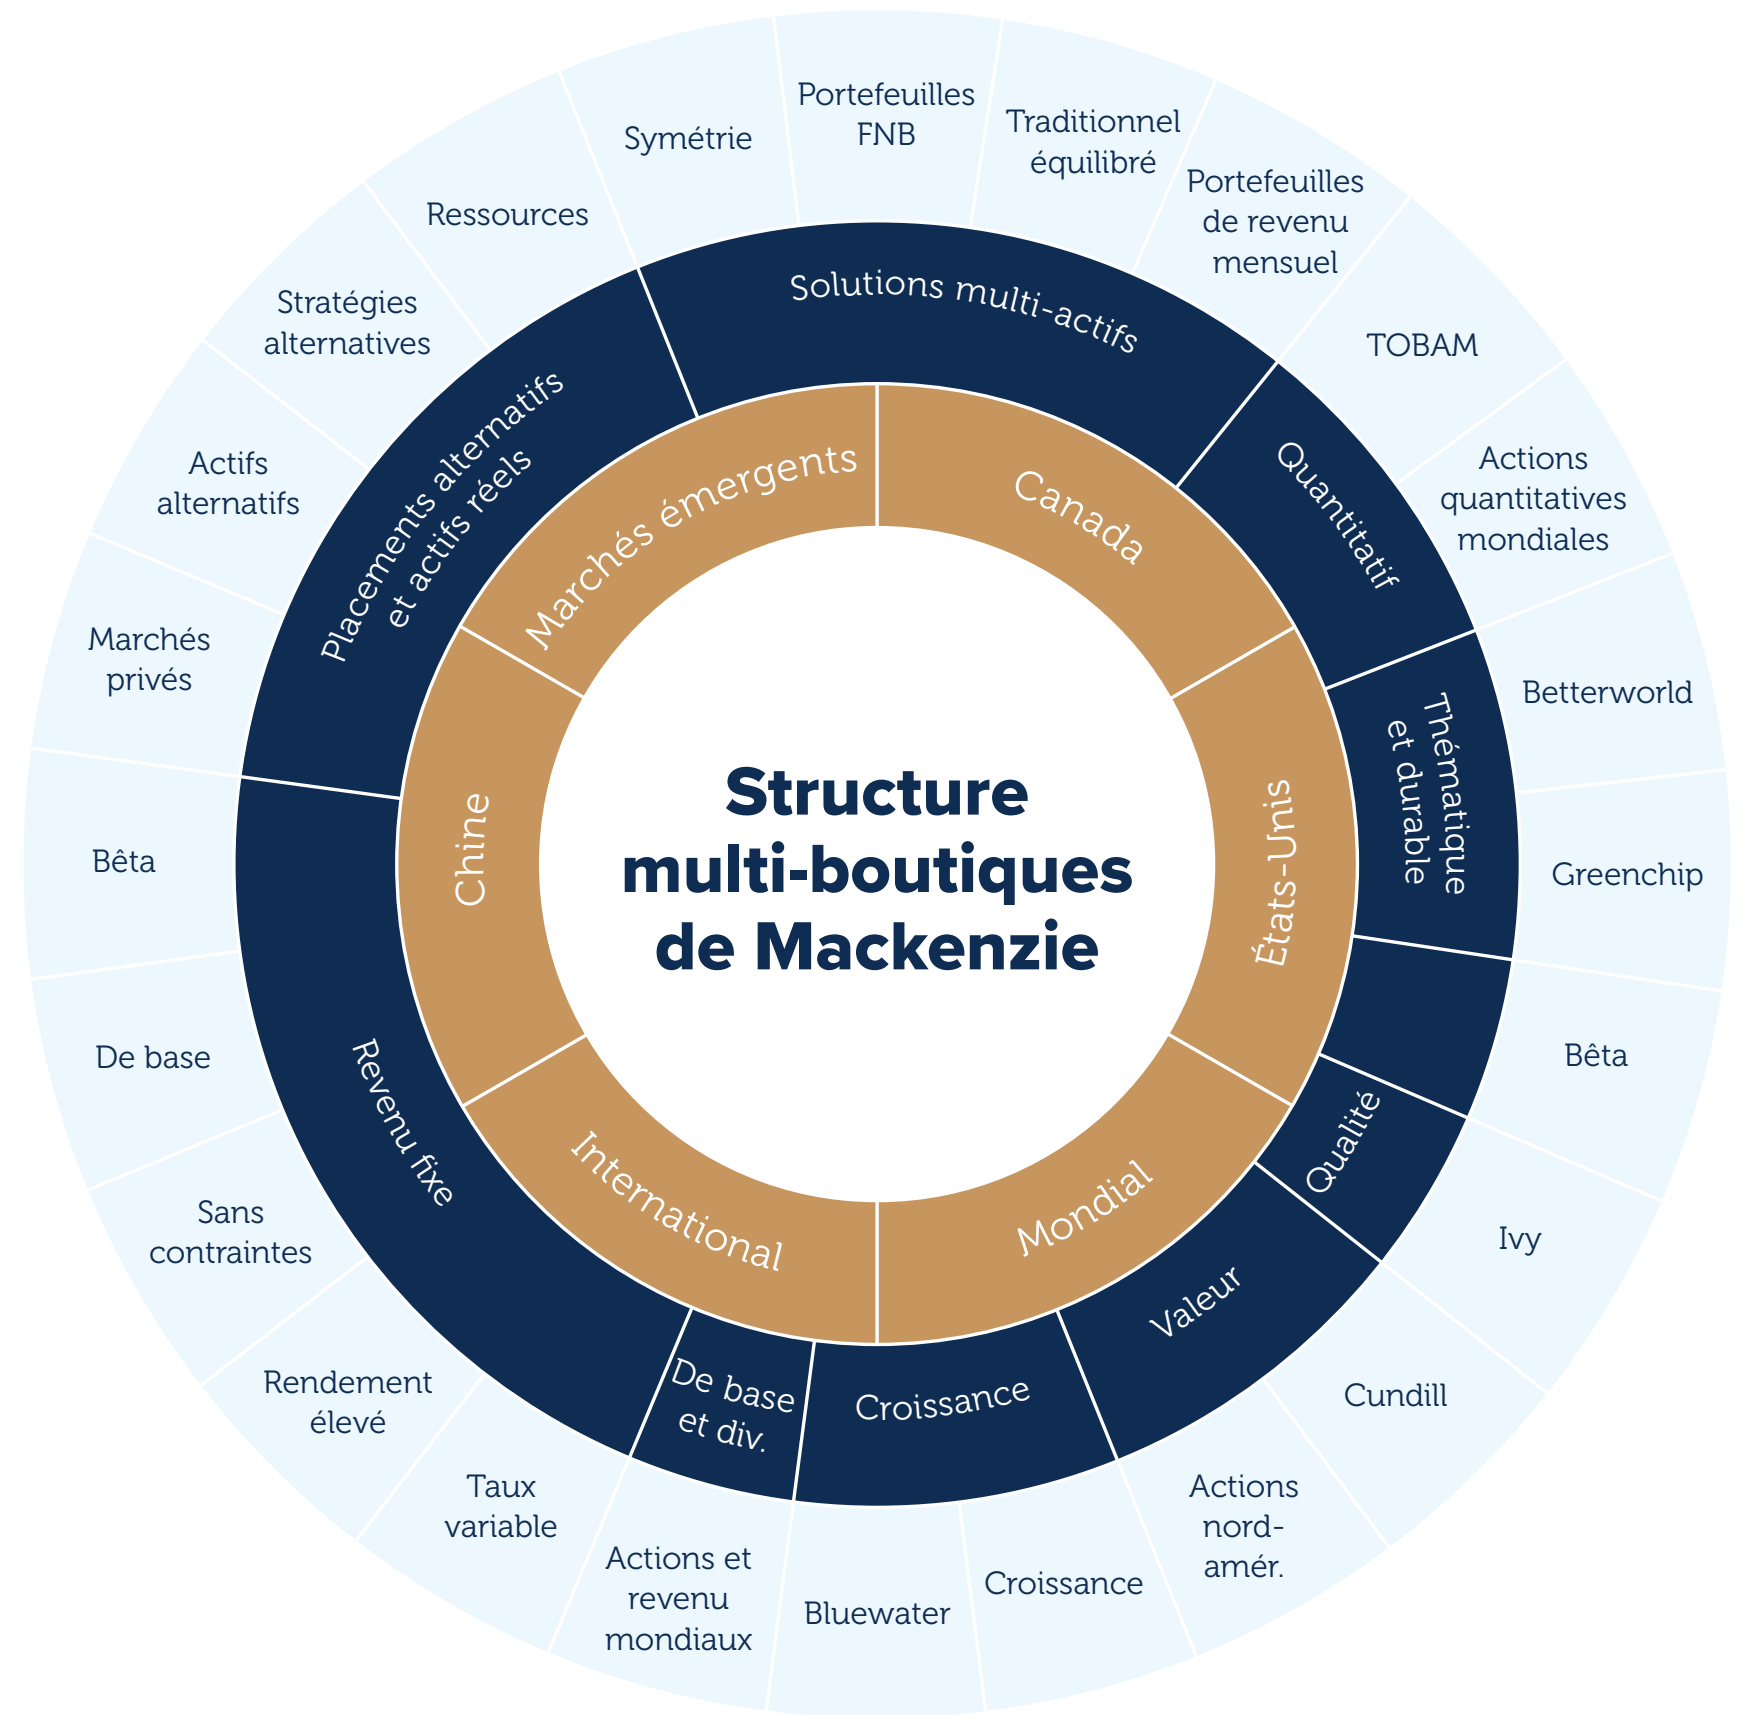 Structure
multi-boutiques
de Mackenzie
Canada
États-Unis
Mondial
International
Chine
Marchés émergents
Solutions multi-actifs
Quantitatif
Thématique
et durable
Qualité
Valeur
Croissance
De base
et div.
Revenu fixe
Placements alternatifs
et actifs réels
Portefeuilles
FNB
Traditionnel
équilibré
Portefeuilles
de revenu
mensuel
TOBAM
Actions
quantitatives
mondiales
Betterworld
Greenchip
Bêta
Ivy
Cundill
Actions
nord-
amér.
Croissance
Bluewater
Actions et
revenu
mondiaux
Taux
variable
Rendement
élevé
Sans
contraintes
De base
Bêta
Marchés
privés
Actifs
alternatifs
Stratégies
alternatives
Ressources
Symétrie